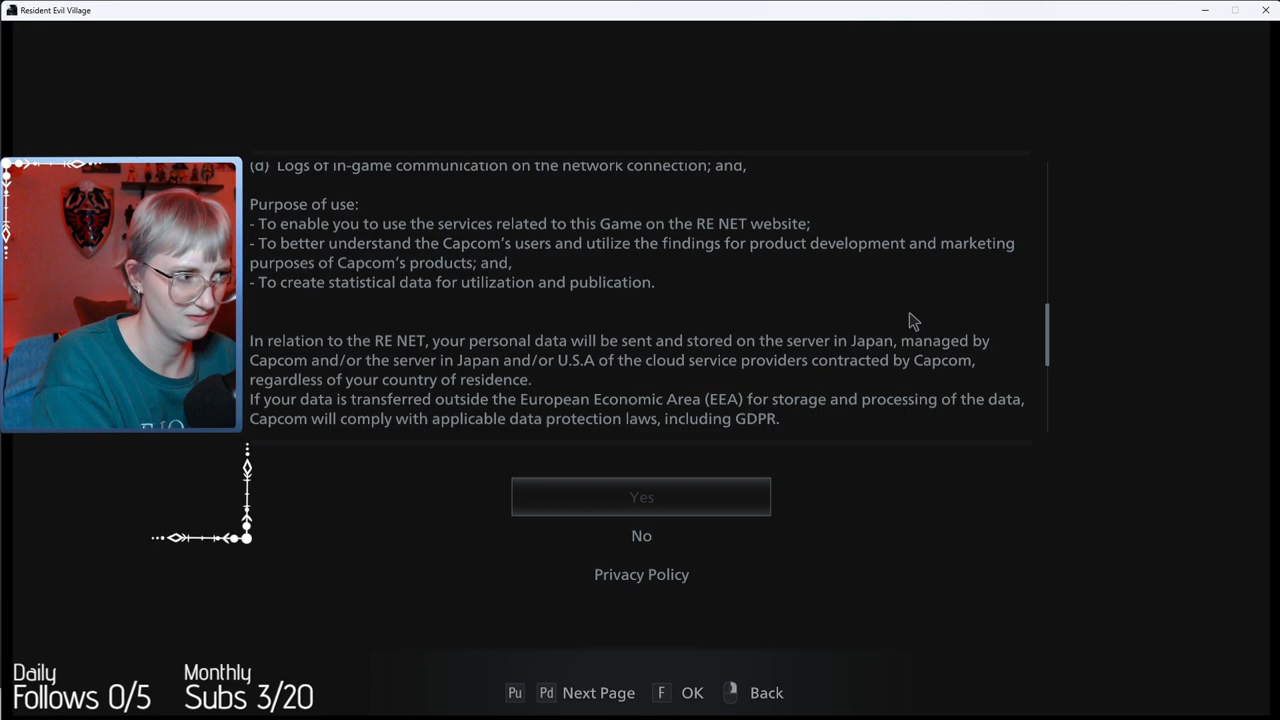 Resident Evil Village
(d) Logs of in-game communication on the network connection; and,
Purpose of use:
- To enable you to use the services related to this Game on the RE NET website;
- To better understand the Capcom's users and utilize the findings for product development and marketing
purposes of Capcom's products; and,
- To create statistical data for utilization and publication.
In relation to the RE NET, your personal data will be sent and stored on the server in Japan, managed by
Capcom and/or the server in Japan and/or U.S.A of the cloud service providers contracted by Capcom,
regardless of your country of residence.
If your data is transferred outside the European Economic Area (EEA) for storage and processing of the data,
Capcom will comply with applicable data protection laws, including GDPR.
Yes
No
Privacy Policy
Daily
Follows 0/5
Monthly
Subs 3/20
Pu Pd Next Page F OK Back